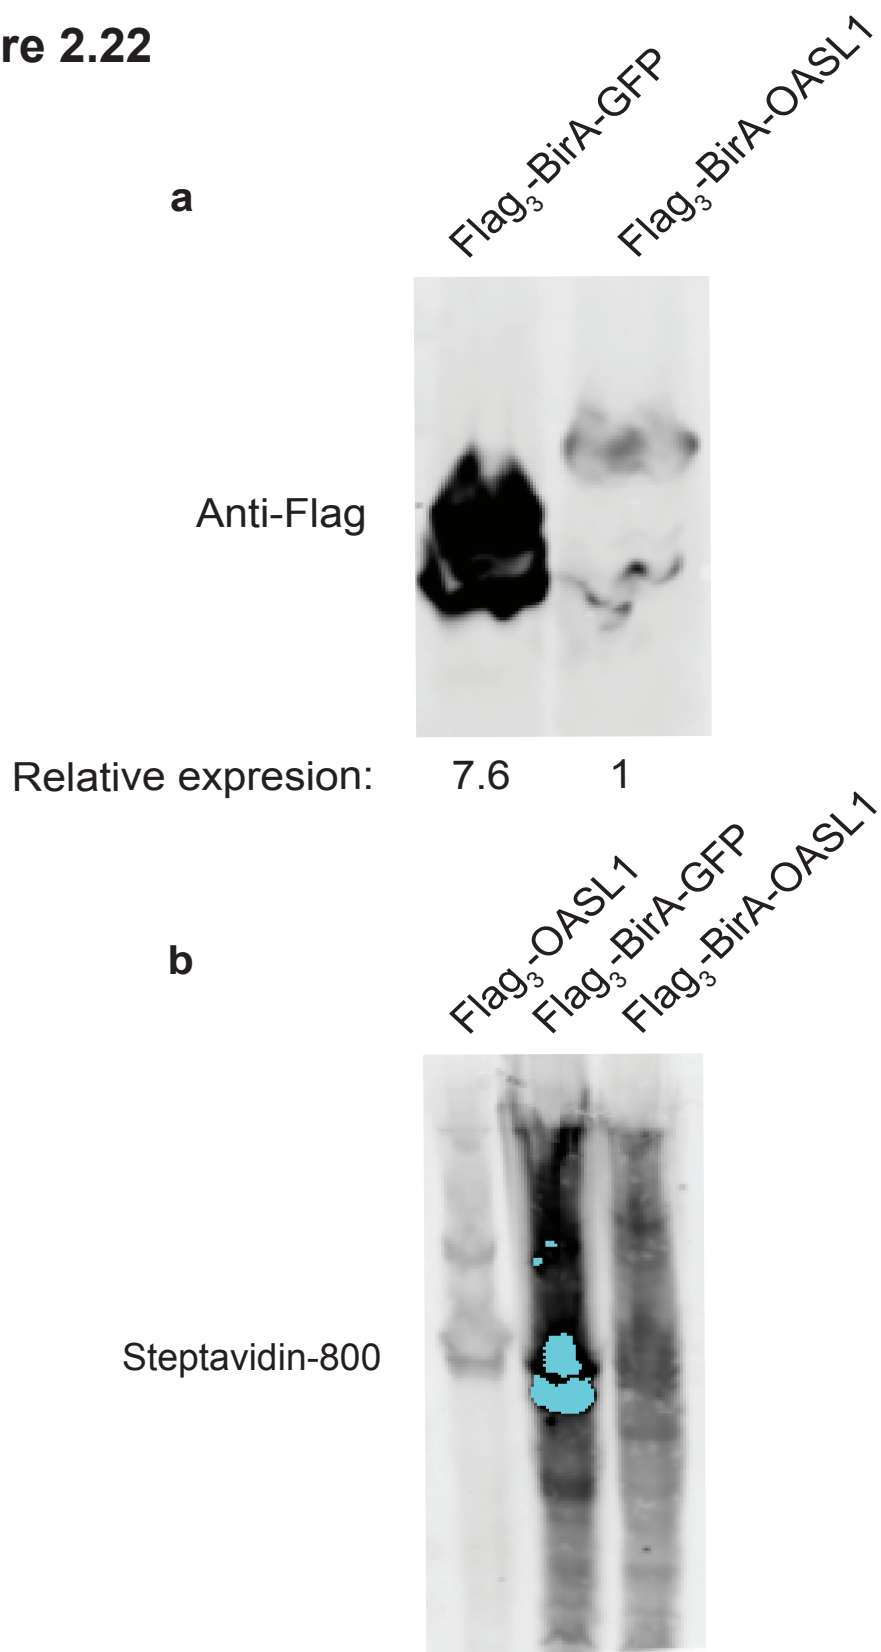 re 2.22
Flag3-BirA-GFP
Flag3-BirA-OASL1
a
Anti-Flag
Relative expresion: 7.6 1
Flag3-OASL1
Flag3-BirA-GFP
Flag3-BirA-OASL1
b
Steptavidin-800